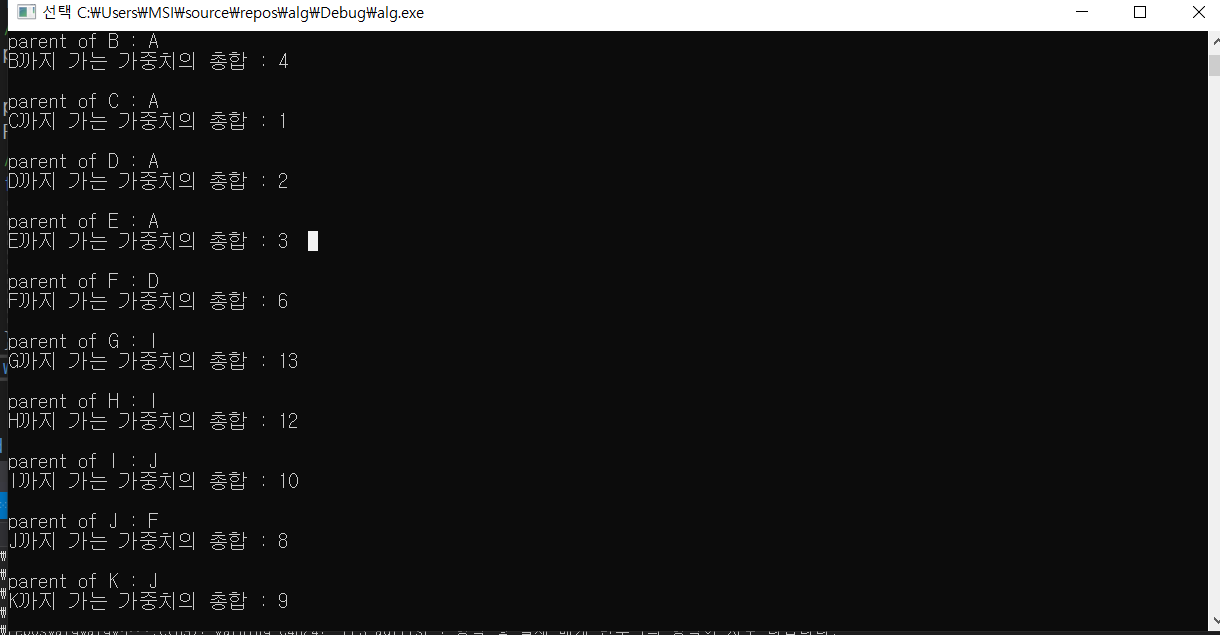 선택 C:\Users\MSI\source\repos\alg\Debug\alg.exe
parent of B : A
B까지 가는 가중치의 총합 : 4
parent of C : A
C까지 가는 가중치의 총합 : 1
parent of D : A
D까지 가는 가중치의 총합 : 2
parent of E : A
E까지 가는 가중치의 총합 : 3
parent of F : D
F까지 가는 가중치의 총합 : 6
parent of G : I
G까지 가는 가중치의 총합 : 13
parent of H : I
H까지 가는 가중치의 총합 : 12
parent of I : J
I까지 가는 가중치의 총합 : 10
parent of J : F
J까지 가는 가중치의 총합 : 8
parent of K : J
K까지 가는 가중치의 총합 : 9